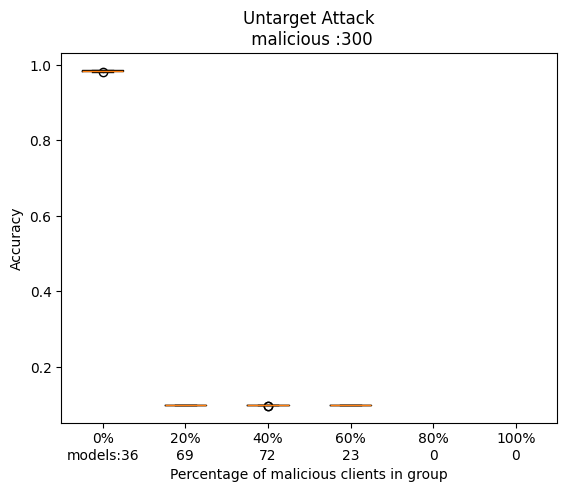 Untarget Attack
malicious :300
Accuracy
1.0
0.8
0.6
0.4
0.2
0% 20% 40% 60% 80% 100%
models:36 69 72 23 0 0
Percentage of malicious clients in group